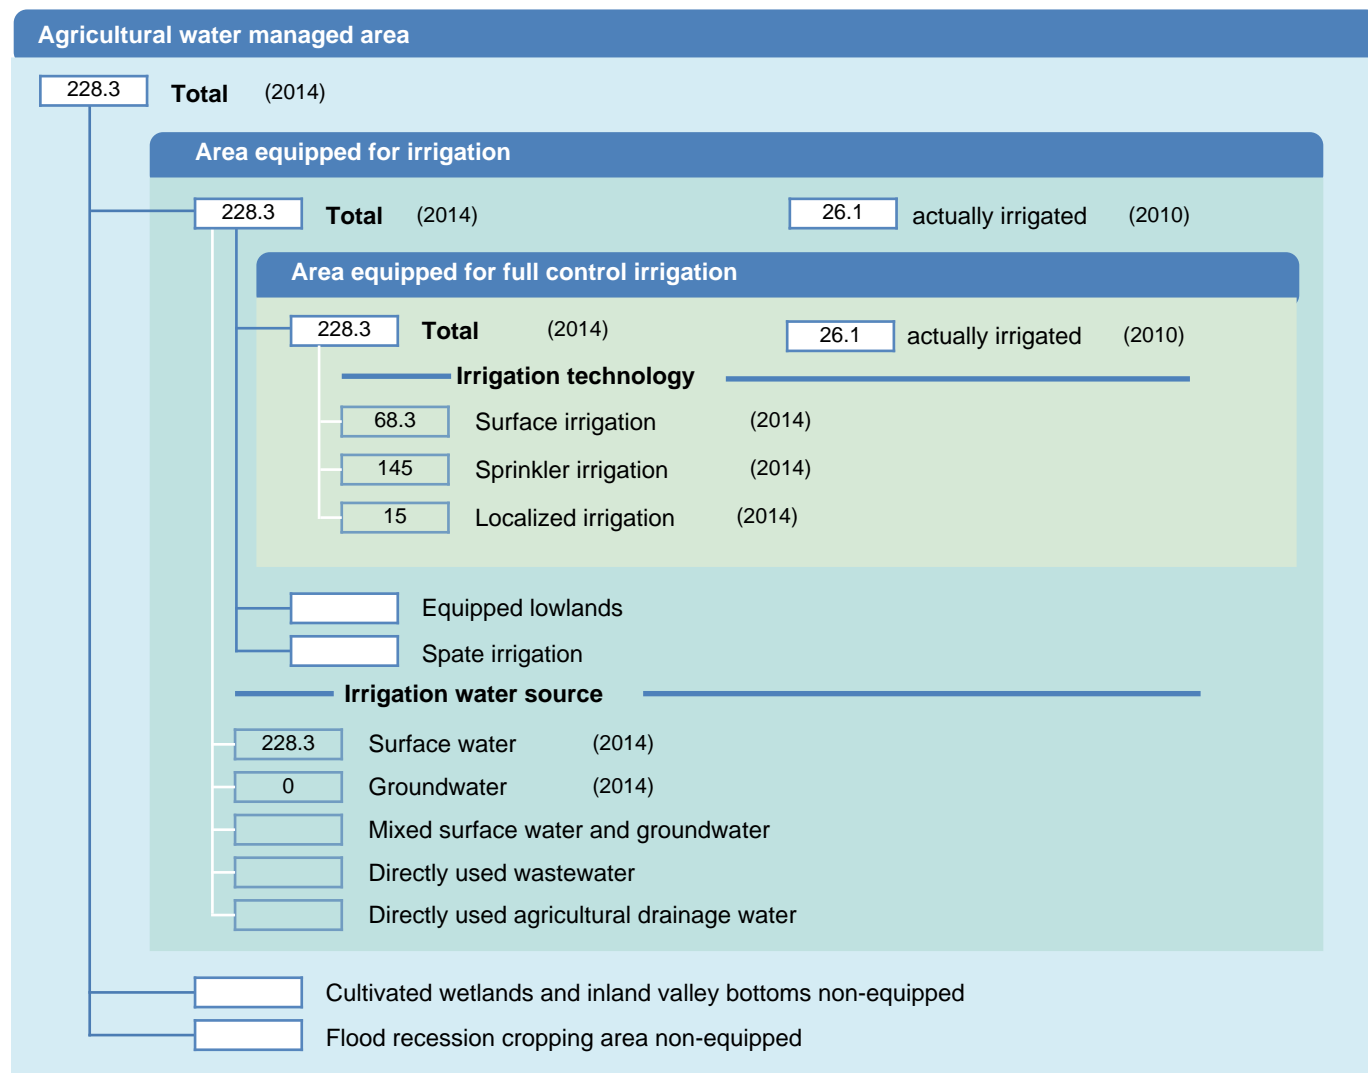 Agricultural water managed area
228.3 Total (2014)
Area equipped for irrigation
228.3 Total (2014) 26.1 actually irrigated (2010)
Area equipped for full control irrigation
228.3 Total (2014) 26.1 actually irrigated (2010)
Irrigation technology
68.3 Surface irrigation (2014)
145 Sprinkler irrigation (2014)
15 Localized irrigation (2014)
Equipped lowlands
Spate irrigation
Irrigation water source
228.3 Surface water (2014)
0 Groundwater (2014)
Mixed surface water and groundwater
Directly used wastewater
Directly used agricultural drainage water
Cultivated wetlands and inland valley bottoms non-equipped
Flood recession cropping area non-equipped